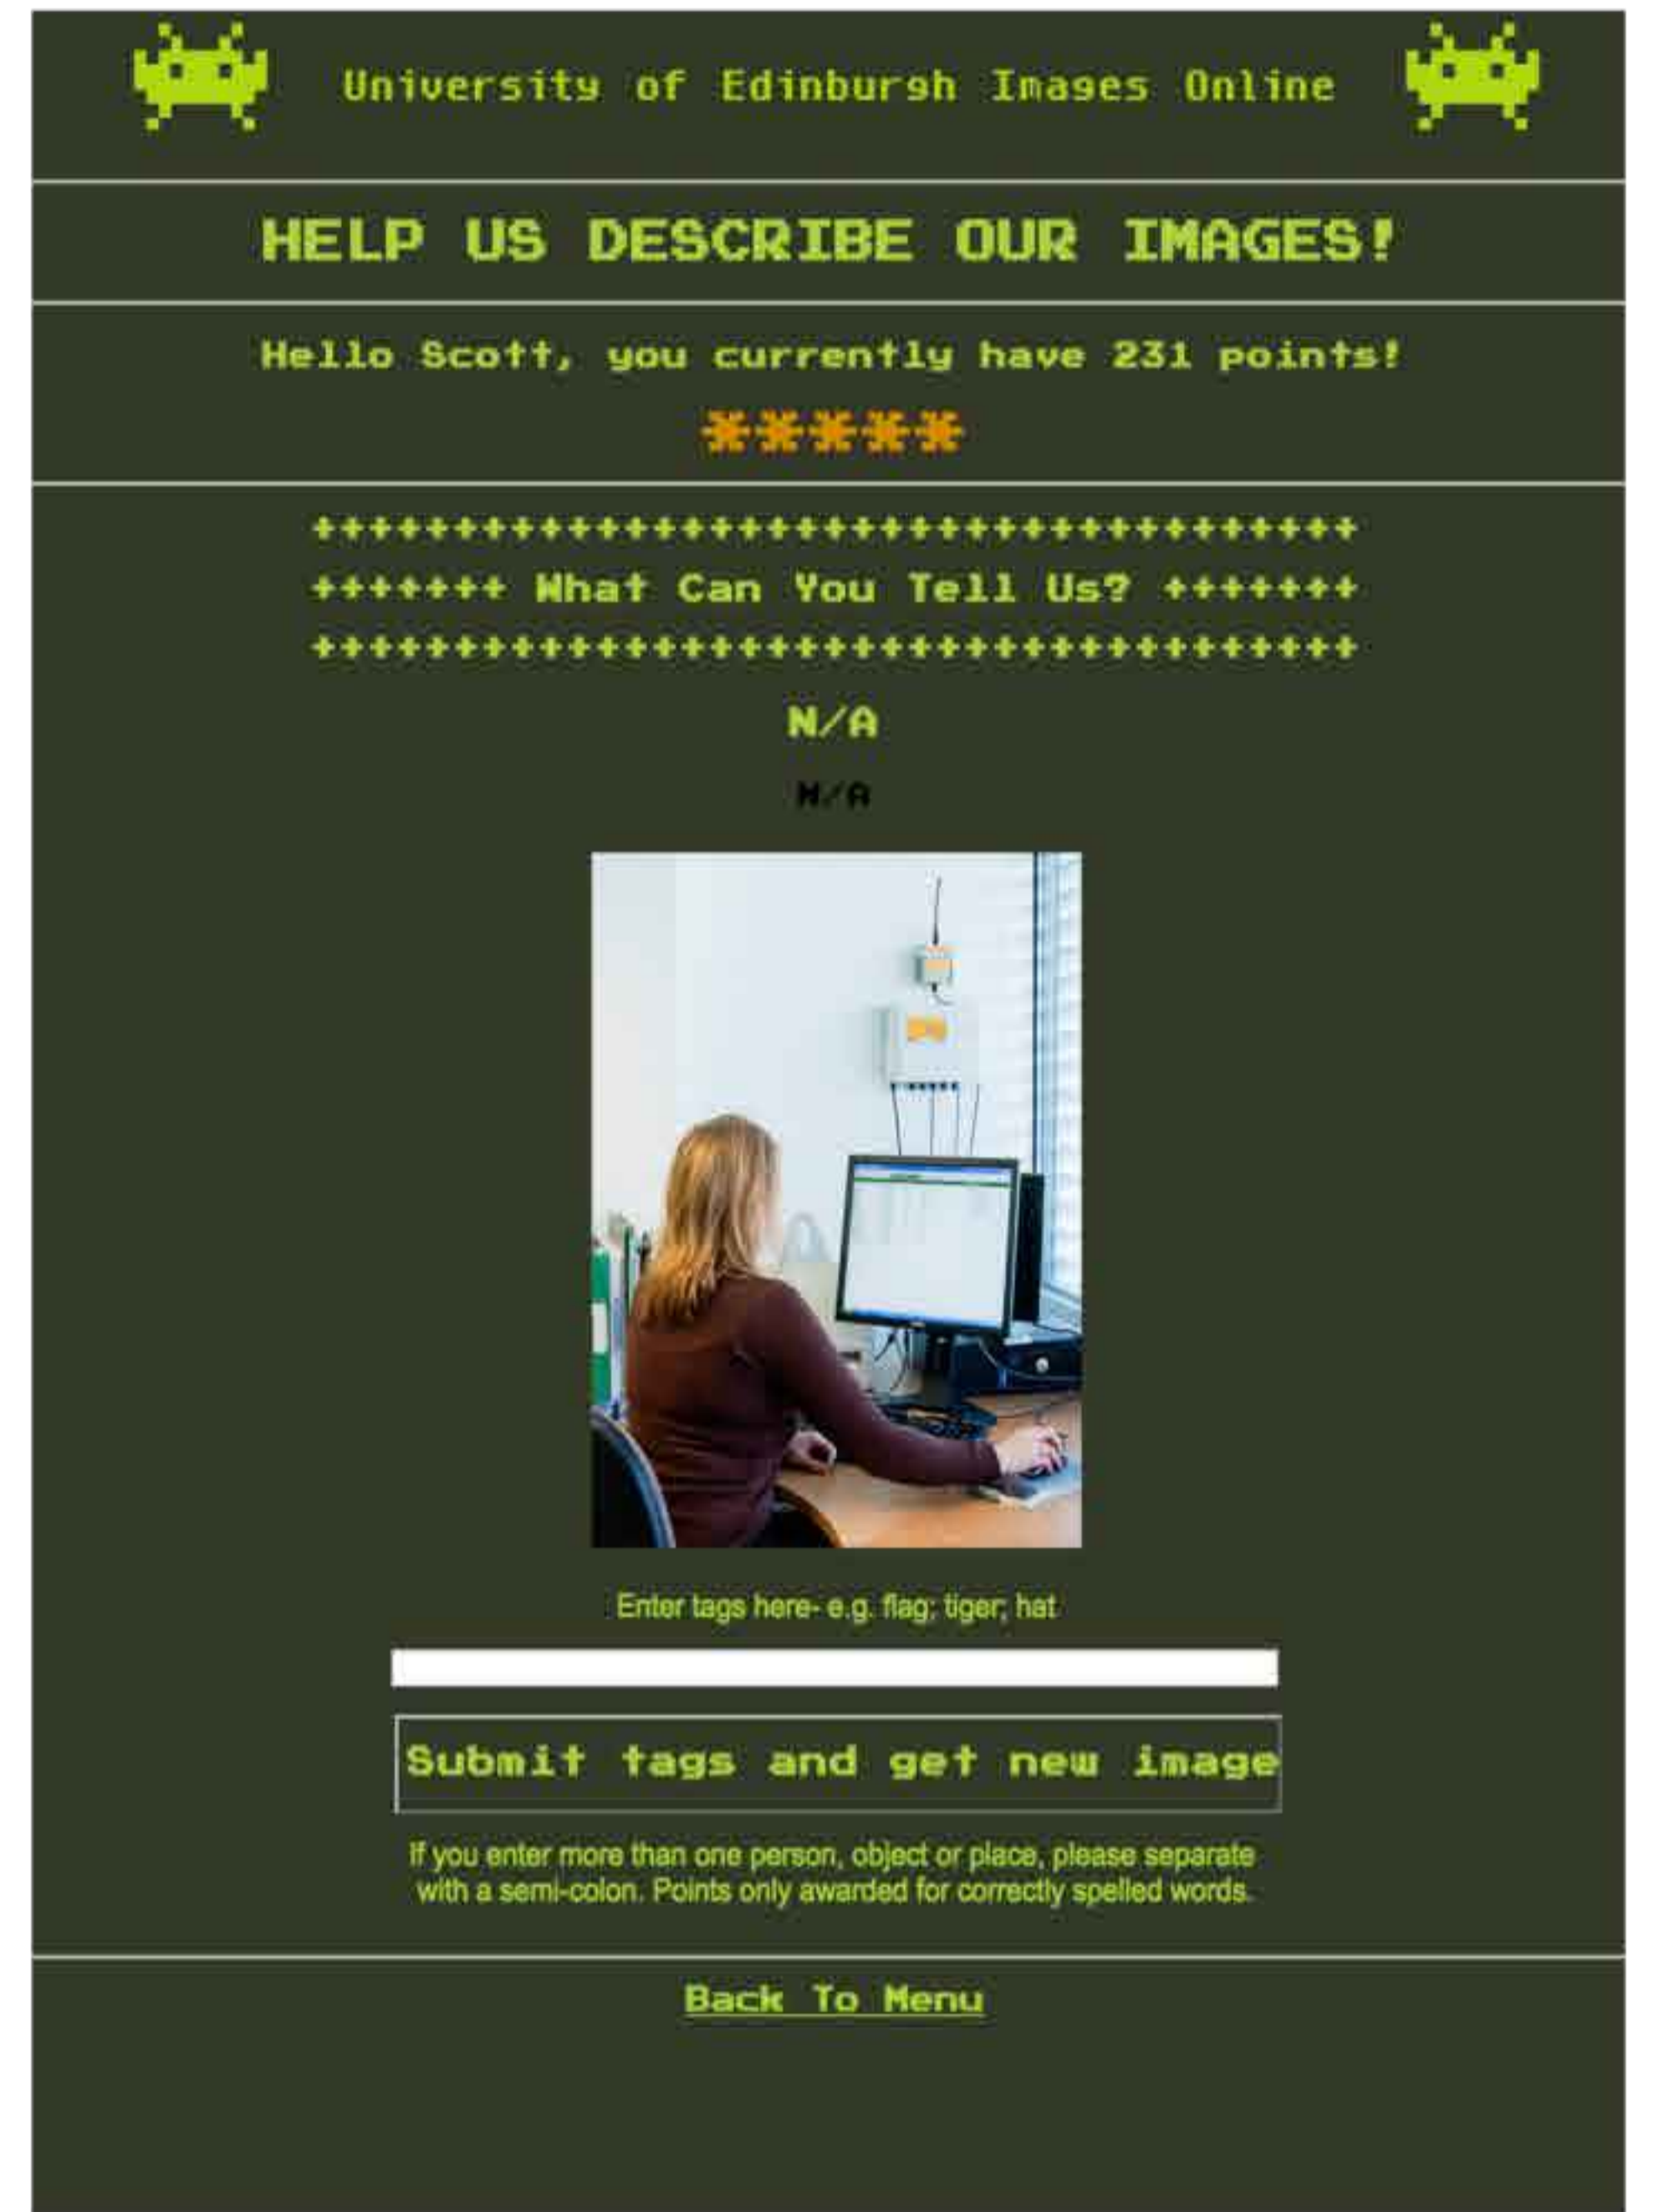 University of Edinburgh Images Online
HELP US DESCRIBE OUR IMAGES!
Hello Scott, you currently have 231 points!
+++++++++++++++++++++++++++++++++++++
+++++++ What Can You Tell Us? +++++++
+++++++++++++++++++++++++++++++++++++
N/A
N/A
Enter tags here- e.g. flag; tiger; hat
Submit tags and get new image
If you enter more than one person, object or place, please separate
with a semi-colon. Points only awarded for correctly spelled words.
Back To Menu